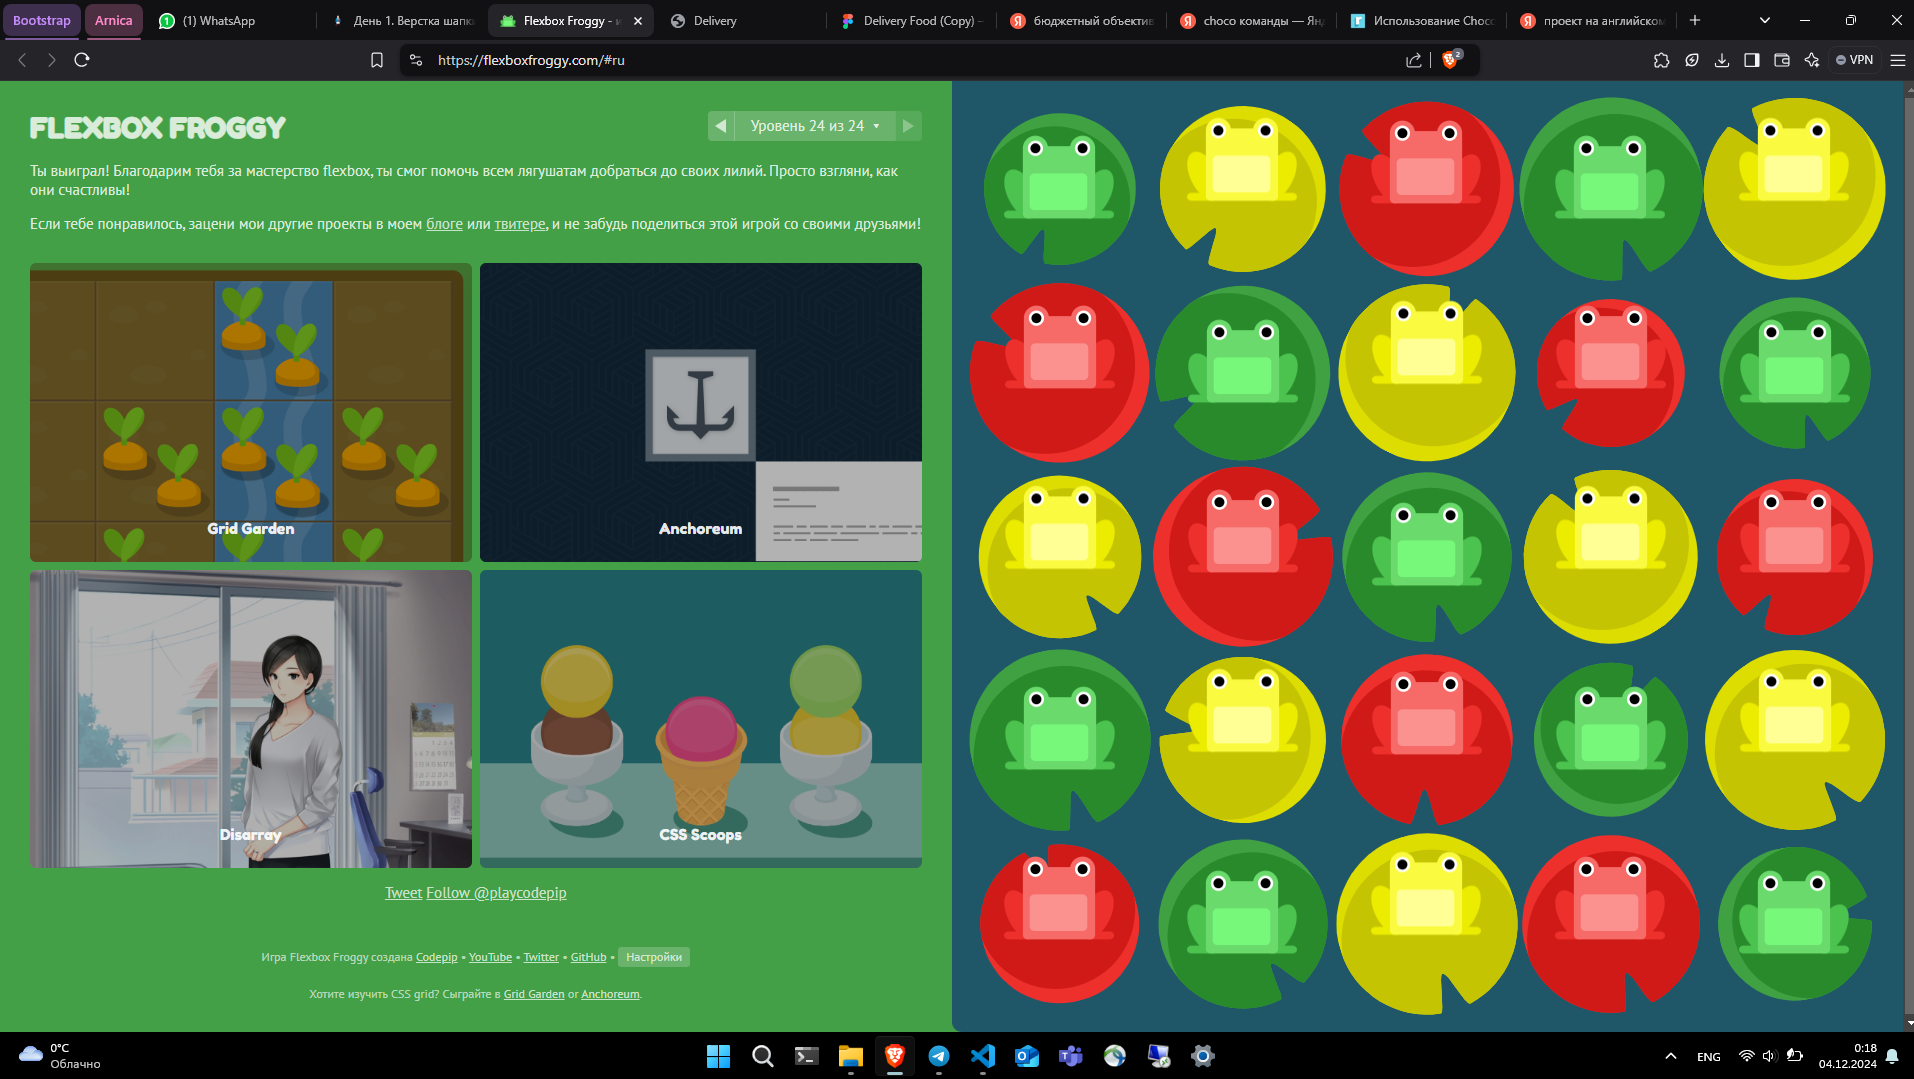 Bootstrap
Arnica
(1) WhatsApp
День 1. Верстка шапк
Flexbox Froggy - и
Delivery
Delivery Food (Copy) –
бюджетный объектив
choco команды — Ян
Использование Choco
проект на английском
https://flexboxfroggy.com/#ru
2
VPN
FLEXBOX FROGGY
Уровень 24 из 24
Ты выиграл! Благодарим тебя за мастерство flexbox, ты смог помочь всем лягушатам добраться до своих лилий. Просто взгляни, как
они счастливы!
Если тебе понравилось, зацени мои другие проекты в моем блоге или твитере, и не забудь поделиться этой игрой со своими друзьями!
Grid Garden
Anchoreum
Disarray
CSS Scoops
Tweet Follow @playcodepip
Игра Flexbox Froggy создана Codepip • YouTube • Twitter • GitHub • Настройки
Хотите изучить CSS grid? Сыграйте в Grid Garden or Anchoreum.
0°C
Облачно
ENG
0:18
04.12.2024